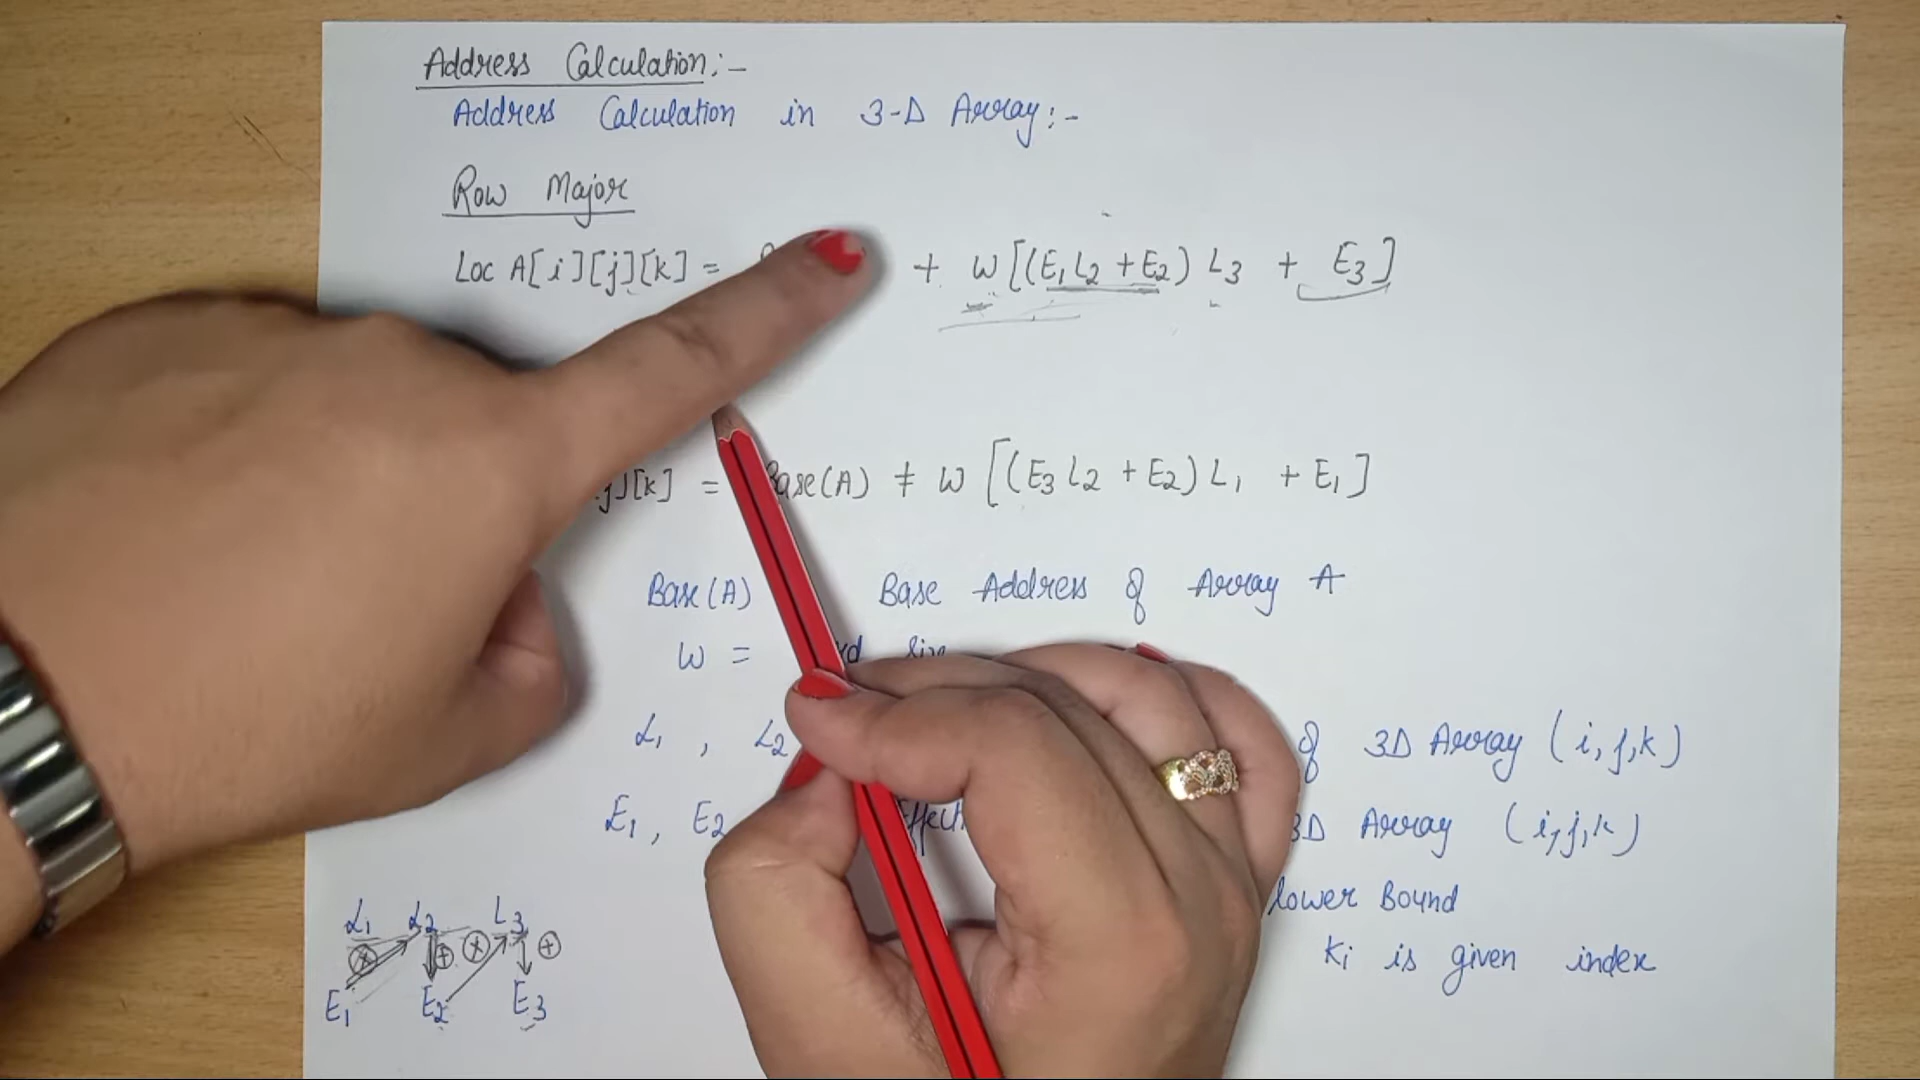 Address Calculation:-
Address Calculation in 3-D Array:-
Row Major
Loc A[i][j][k] = + W[(E₁L₂ + E₂) L₃ + E₃]
j][k] = Base(A) + W [(E₃ L₂ + E₂) L₁ + E₁]
Base(A) Base Address of Array A
W =
L₁, L₂ of 3D Array (i, j, k)
E₁, E₂ 3D Array (i, j, k)
lower Bound
Ki is given index
L₁ L₂ L₃
× + × +
E₁ E₂ E₃